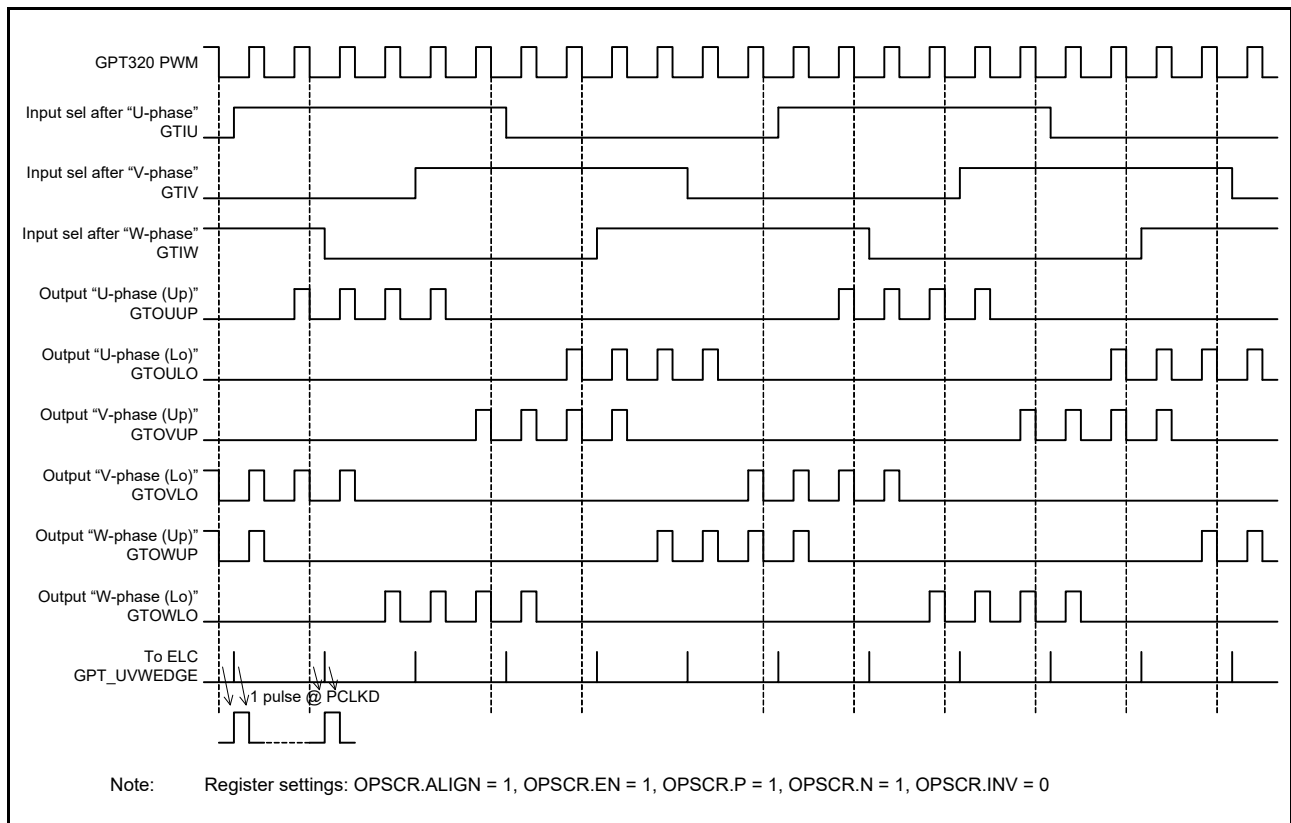 GPT320 PWM
Input sel after “U-phase”
GTIU
Input sel after “V-phase”
GTIV
Input sel after “W-phase”
GTIW
Output “U-phase (Up)”
GTOUUP
Output “U-phase (Lo)”
GTOULO
Output “V-phase (Up)”
GTOVUP
Output “V-phase (Lo)”
GTOVLO
Output “W-phase (Up)”
GTOWUP
Output “W-phase (Lo)”
GTOWLO
To ELC
GPT_UVWEDGE
1 pulse @ PCLKD
Note: Register settings: OPSCR.ALIGN = 1, OPSCR.EN = 1, OPSCR.P = 1, OPSCR.N = 1, OPSCR.INV = 0